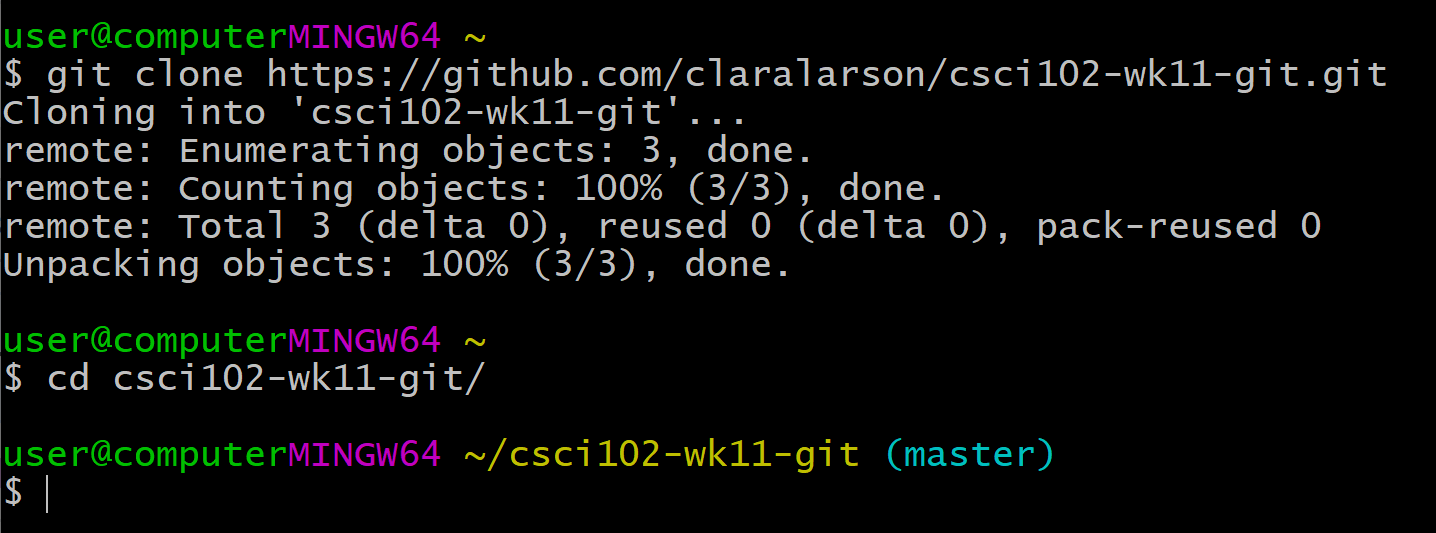 user@computerMINGW64 ~
$ git clone https://github.com/claralarson/csci102-wk11-git.git
Cloning into 'csci102-wk11-git'...
remote: Enumerating objects: 3, done.
remote: Counting objects: 100% (3/3), done.
remote: Total 3 (delta 0), reused 0 (delta 0), pack-reused 0
Unpacking objects: 100% (3/3), done.
user@computerMINGW64 ~
$ cd csci102-wk11-git/
user@computerMINGW64 ~/csci102-wk11-git (master)
$